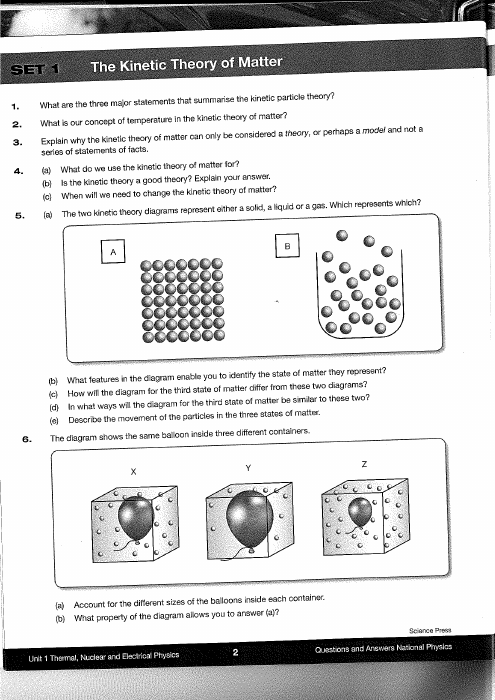 SET 1 The Kinetic Theory of Matter
1. What are the three major statements that summarise the kinetic particle theory?
2. What is our concept of temperature in the kinetic theory of matter?
3. Explain why the kinetic theory of matter can only be considered a theory, or perhaps a model and not a
series of statements of facts.
4. (a) What do we use the kinetic theory of matter for?
(b) Is the kinetic theory a good theory? Explain your answer.
(c) When will we need to change the kinetic theory of matter?
5. (a) The two kinetic theory diagrams represent either a solid, a liquid or a gas. Which represents which?
A B
(b) What features in the diagram enable you to identify the state of matter they represent?
(c) How will the diagram for the third state of matter differ from these two diagrams?
(d) In what ways will the diagram for the third state of matter be similar to these two?
(e) Describe the movement of the particles in the three states of matter.
6. The diagram shows the same balloon inside three different containers.
X Y Z
(a) Account for the different sizes of the balloons inside each container.
(b) What property of the diagram allows you to answer (a)?
Science Press
Unit 1 Thermal, Nuclear and Electrical Physics 2 Questions and Answers National Physics